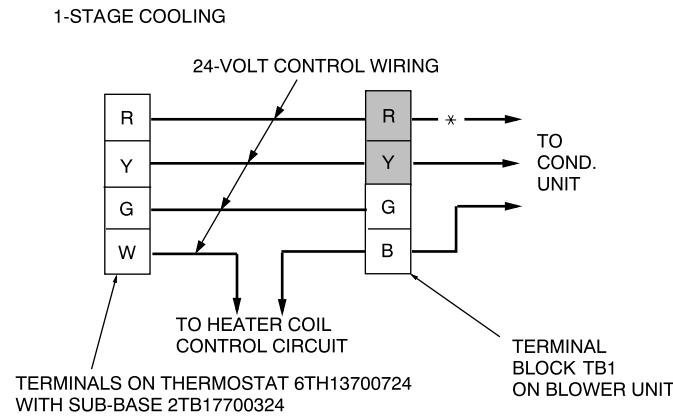 1-STAGE COOLING
24-VOLT CONTROL WIRING
R
Y
G
W
R
Y
G
B
*
TO
COND.
UNIT
TO HEATER COIL
CONTROL CIRCUIT
TERMINAL
BLOCK TB1
ON BLOWER UNIT
TERMINALS ON THERMOSTAT 6TH13700724
WITH SUB-BASE 2TB17700324